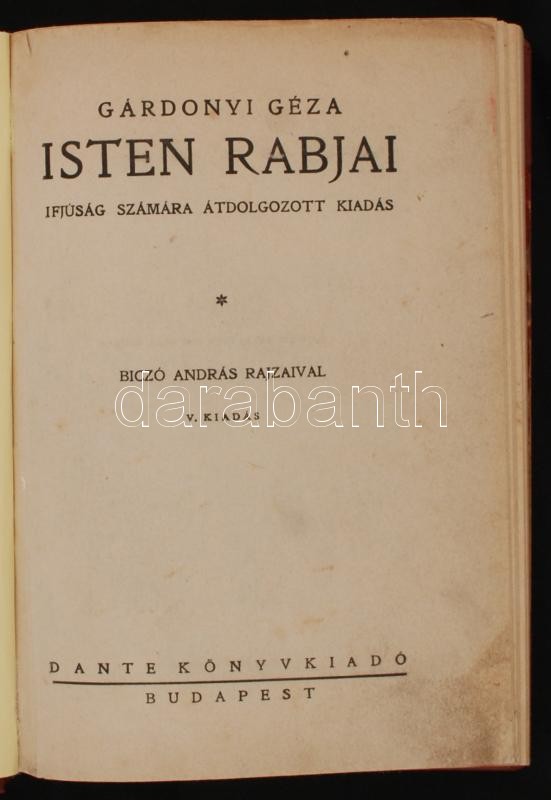 GÁRDONYI GÉZA
ISTEN RABJAI
IFJÚSÁG SZÁMÁRA ÁTDOLGOZOTT KIADÁS
*
BICZÓ ANDRÁS RAJZAIVAL
darabanth
V. KIADÁS
DANTE KÖNYVKIADÓ
BUDAPEST